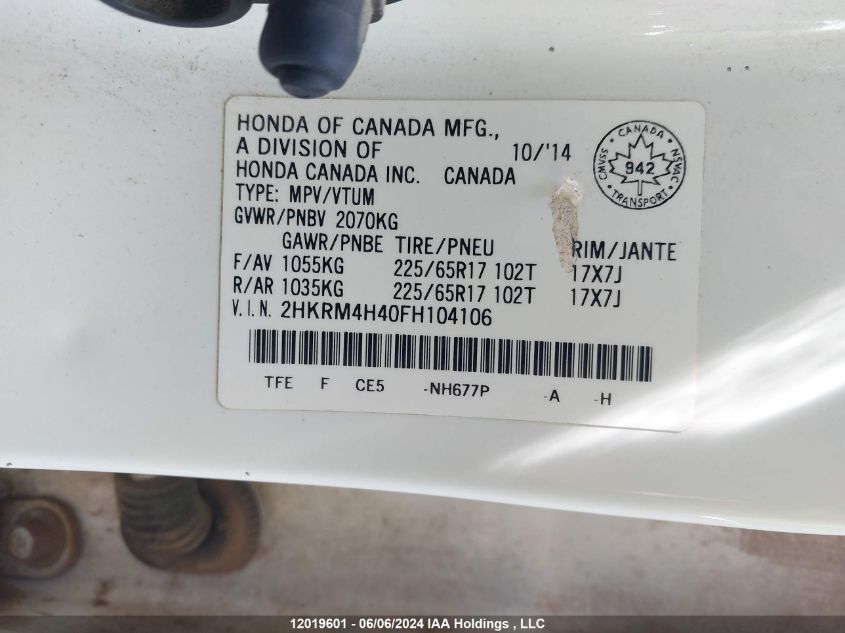 HONDA OF CANADA MFG.,
A DIVISION OF 10/'14
HONDA CANADA INC. CANADA
TYPE: MPV/VTUM
GVWR/PNBV 2070KG
GAWR/PNBE TIRE/PNEU RIM/JANTE
F/AV 1055KG 225/65R17 102T 17X7J
R/AR 1035KG 225/65R17 102T 17X7J
V.I.N. 2HKRM4H40FH104106
TFE F CE5 -NH677P -A -H
CANADA
CMVSS 942 NSVAC
TRANSPORT
12019601 - 06/06/2024 IAA Holdings , LLC